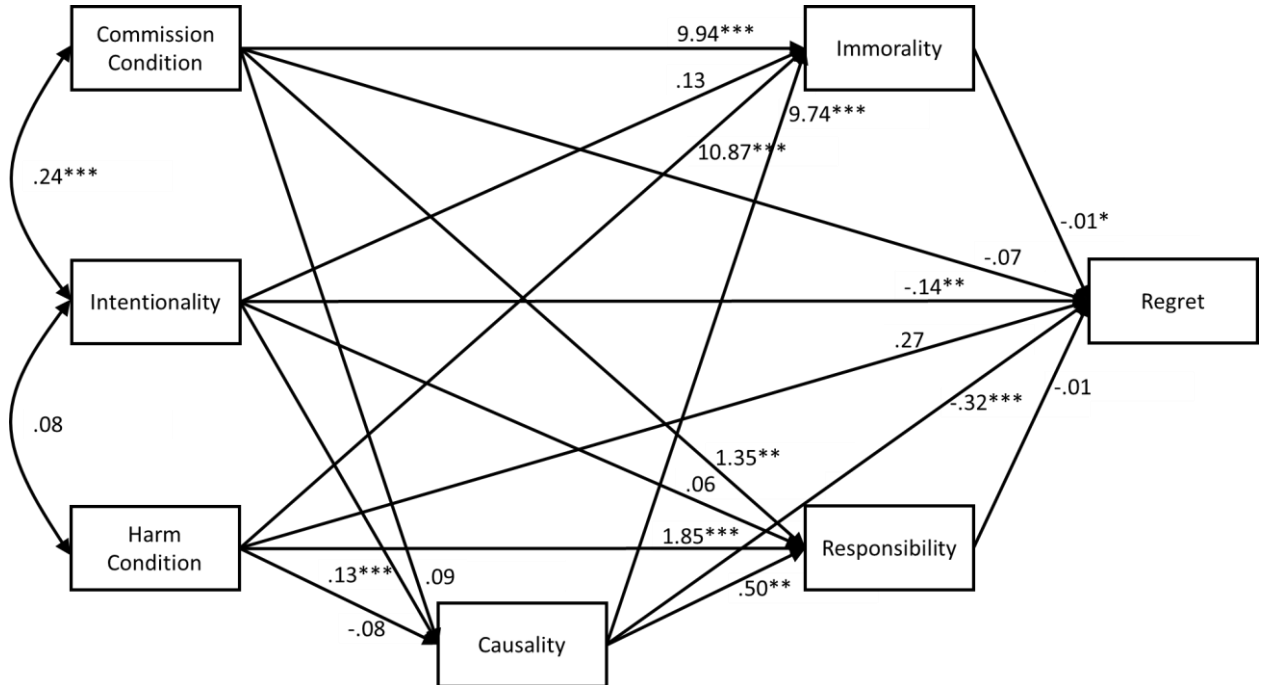 Commission
Condition
9.94***
Immorality
.13
9.74***
10.87***
.24***
-.01*
-.07
Intentionality
-.14**
Regret
.27
-.32***
-.01
.08
1.35**
.06
Harm
Condition
1.85***
Responsibility
.13***
.09
.50**
-.08
Causality